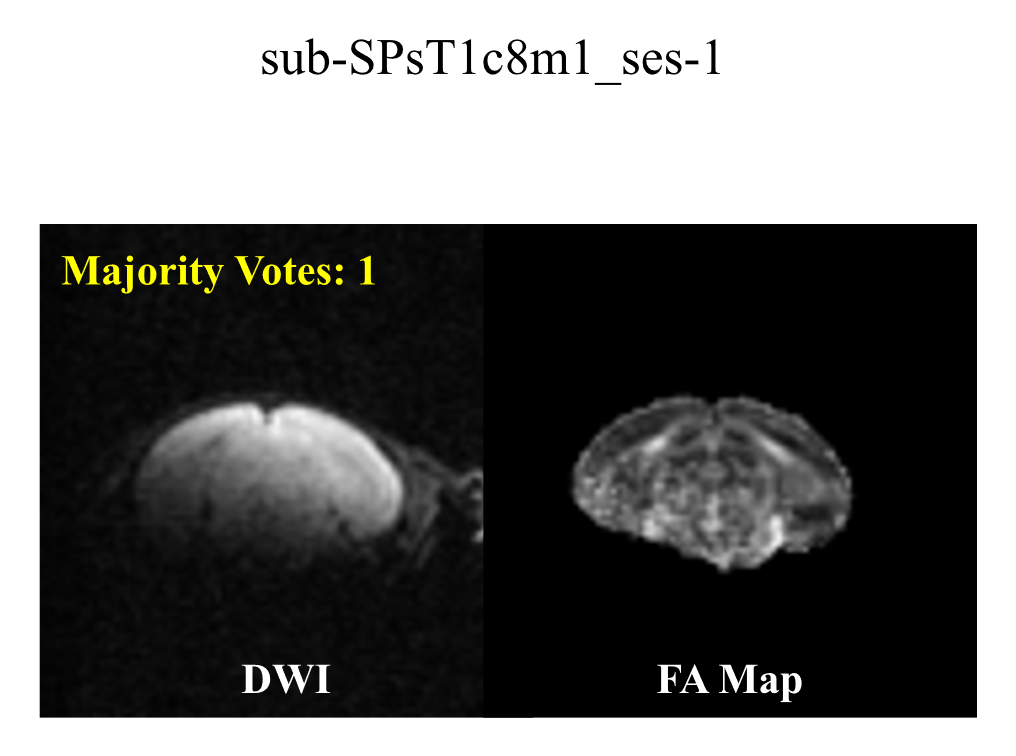 sub-SPsT1c8m1_ses-1
Majority Votes: 1
DWI
FA Map